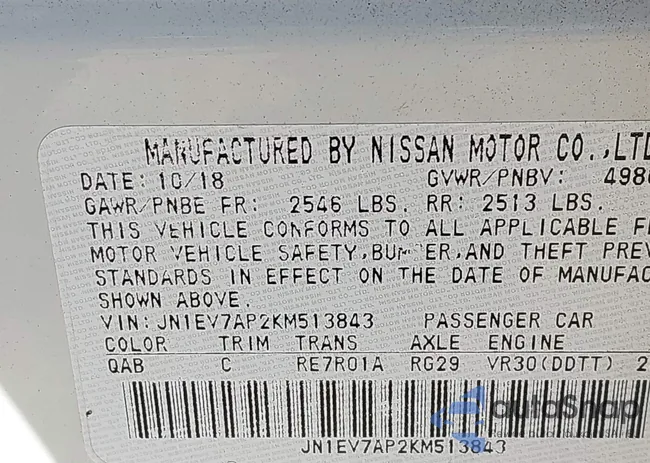 MANUFACTURED BY NISSAN MOTOR CO.,LTD
DATE: 10/18 GVWR/PNBV: 498
GAWR/PNBE FR: 2546 LBS. RR: 2513 LBS.
THIS VEHICLE CONFORMS TO ALL APPLICABLE F
MOTOR VEHICLE SAFETY, BUMPER, AND THEFT PREV
STANDARDS IN EFFECT ON THE DATE OF MANUFAC
SHOWN ABOVE.
VIN: JN1EV7AP2KM513843 PASSENGER CAR
COLOR TRIM TRANS AXLE ENGINE
QAB C RE7R01A RG29 VR30(DDTT) 2
autoSnap
JN1EV7AP2KM513843